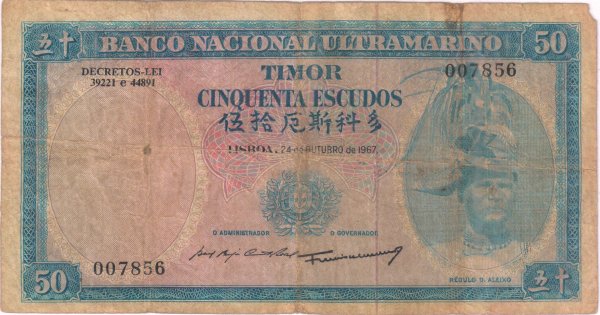 五十 BANCO NACIONAL ULTRAMARINO 50
DECRETOS-LEI
39221 e 44891
TIMOR
007856
CINQUENTA ESCUDOS
伍拾厄斯科多
LISBOA, 24 de OUTUBRO de 1967
O ADMINISTRADOR
O GOVERNADOR
007856
RÉGULO D. ALEIXO
50
五十